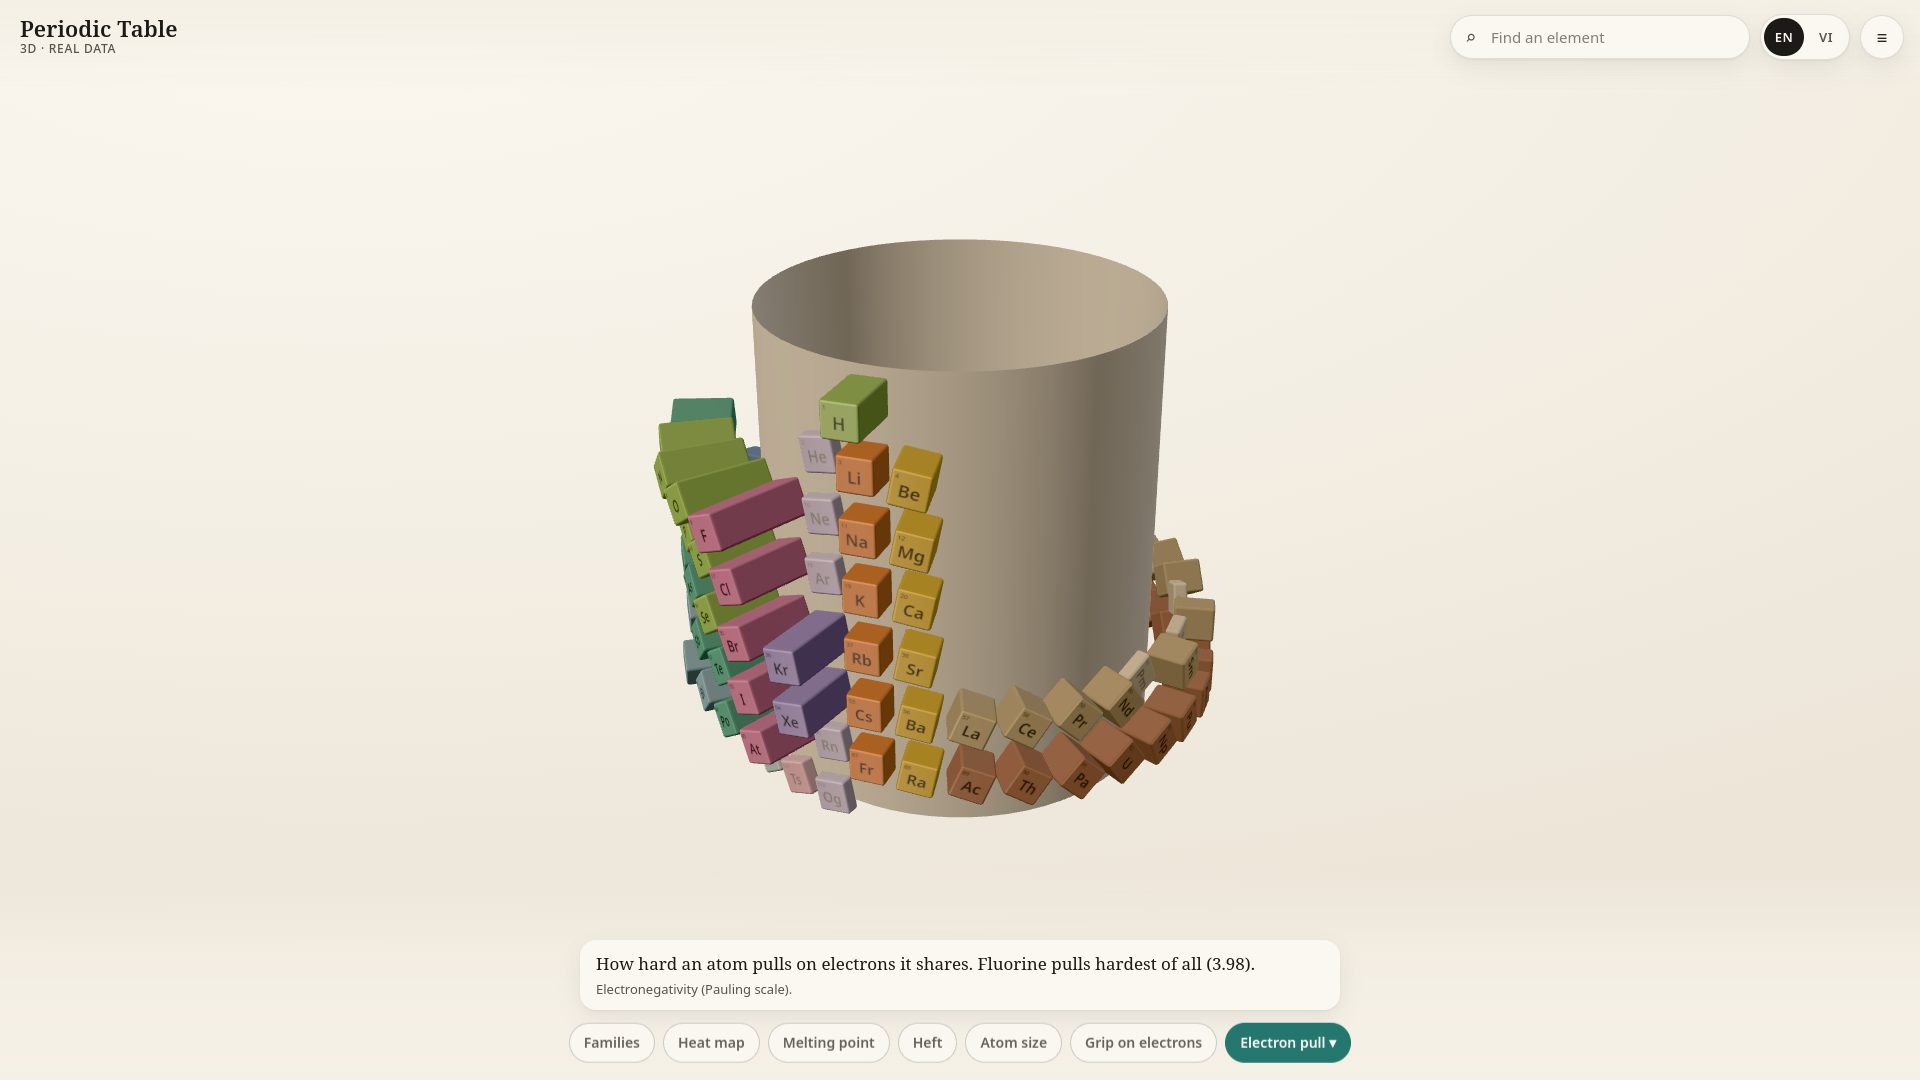 Periodic Table
3D · REAL DATA
Find an element
EN
VI
H
He
Li
Be
Ne
Na
Mg
O
F
Cl
Ar
K
Ca
Br
Kr
Rb
Sr
I
Xe
Cs
Ba
La
Ce
Pr
Nd
Po
At
Rn
Fr
Ra
Ac
Th
Pa
U
Ts
Og
How hard an atom pulls on electrons it shares. Fluorine pulls hardest of all (3.98).
Electronegativity (Pauling scale).
Families
Heat map
Melting point
Heft
Atom size
Grip on electrons
Electron pull ▾